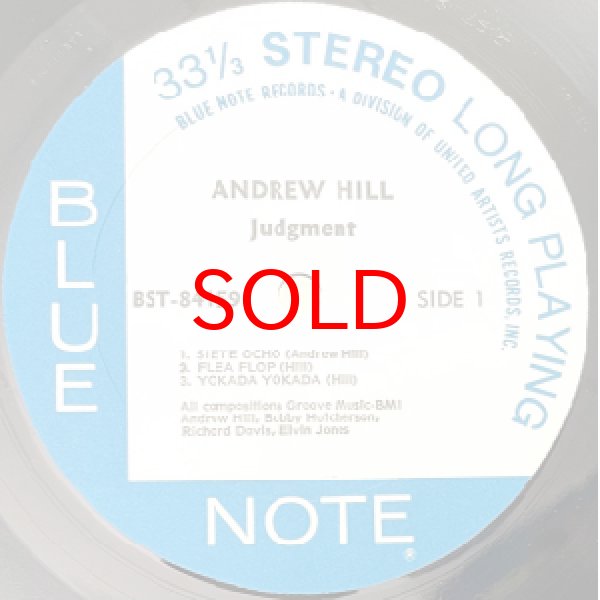 33⅓ STEREO LONG PLAYING
BLUE NOTE RECORDS · A DIVISION OF UNITED ARTISTS RECORDS, INC.
ANDREW HILL
Judgment
BST-84159 SIDE 1
SOLD
1. SIETE OCHO (Andrew Hill)
2. FLEA FLOP (Hill)
3. YOKADA YOKADA (Hill)
All compositions Groove Music-BMI
Andrew Hill, Bobby Hutcherson,
Richard Davis, Elvin Jones
BLUE
NOTE®